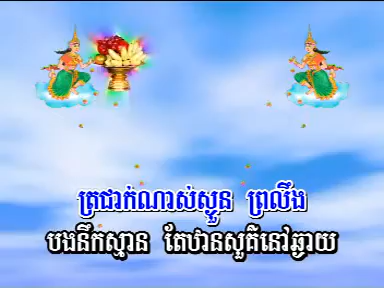 ត្រជាក់ណាស់ស្ងួន ព្រលឹង
បងនឹកស្មាន តែឋានសួគ៌នៅឆ្ងាយ